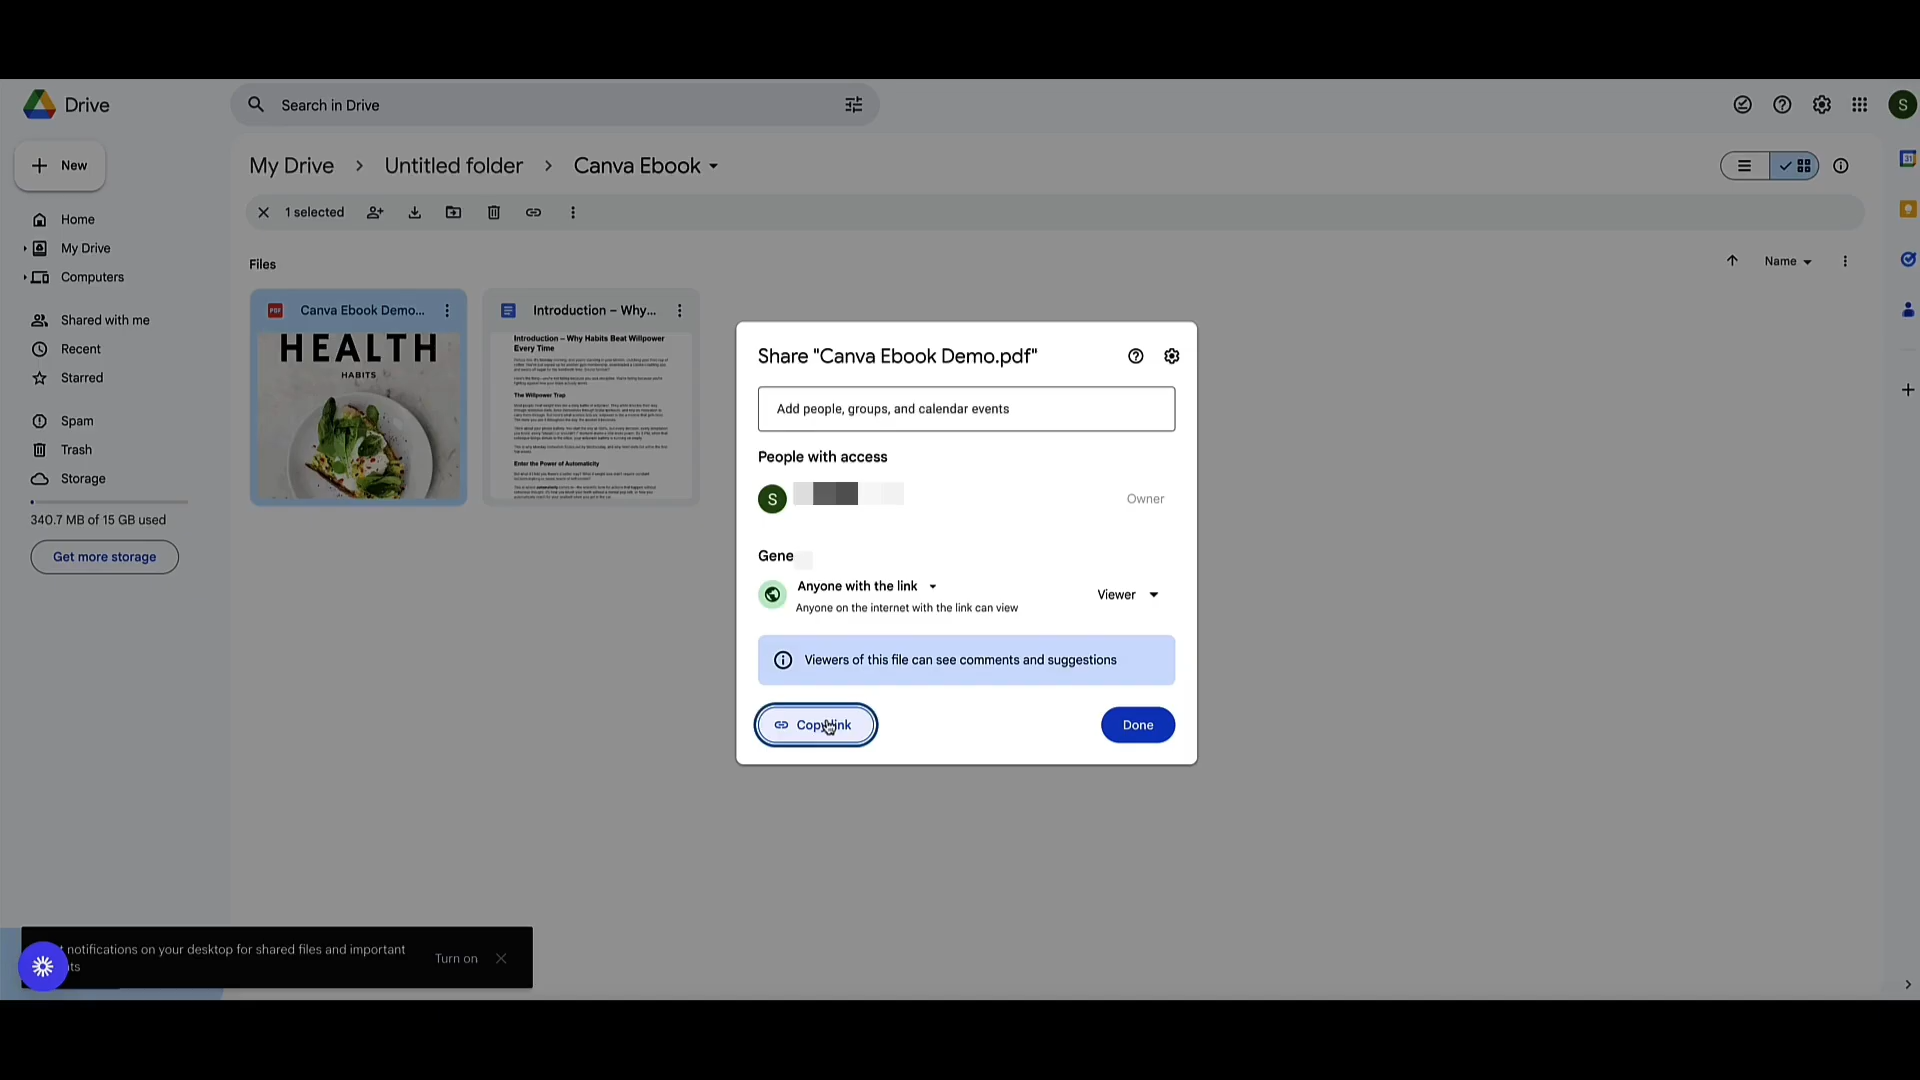 Drive
Search in Drive
S
New
My Drive
Untitled folder
Canva Ebook
31
1 selected
Home
My Drive
Computers
Files
Name
Shared with me
Recent
Starred
Spam
Trash
Storage
340.7 MB of 15 GB used
Get more storage
PDF
Canva Ebook Demo...
HEALTH
HABITS
Introduction – Why...
Introduction – Why Habits Beat Willpower
Every Time
The Willpower Trap
Enter the Power of Automaticity
Share "Canva Ebook Demo.pdf"
Add people, groups, and calendar events
People with access
S
Owner
Gene
Anyone with the link
Anyone on the internet with the link can view
Viewer
Viewers of this file can see comments and suggestions
Copy link
Done
notifications on your desktop for shared files and important
Turn on